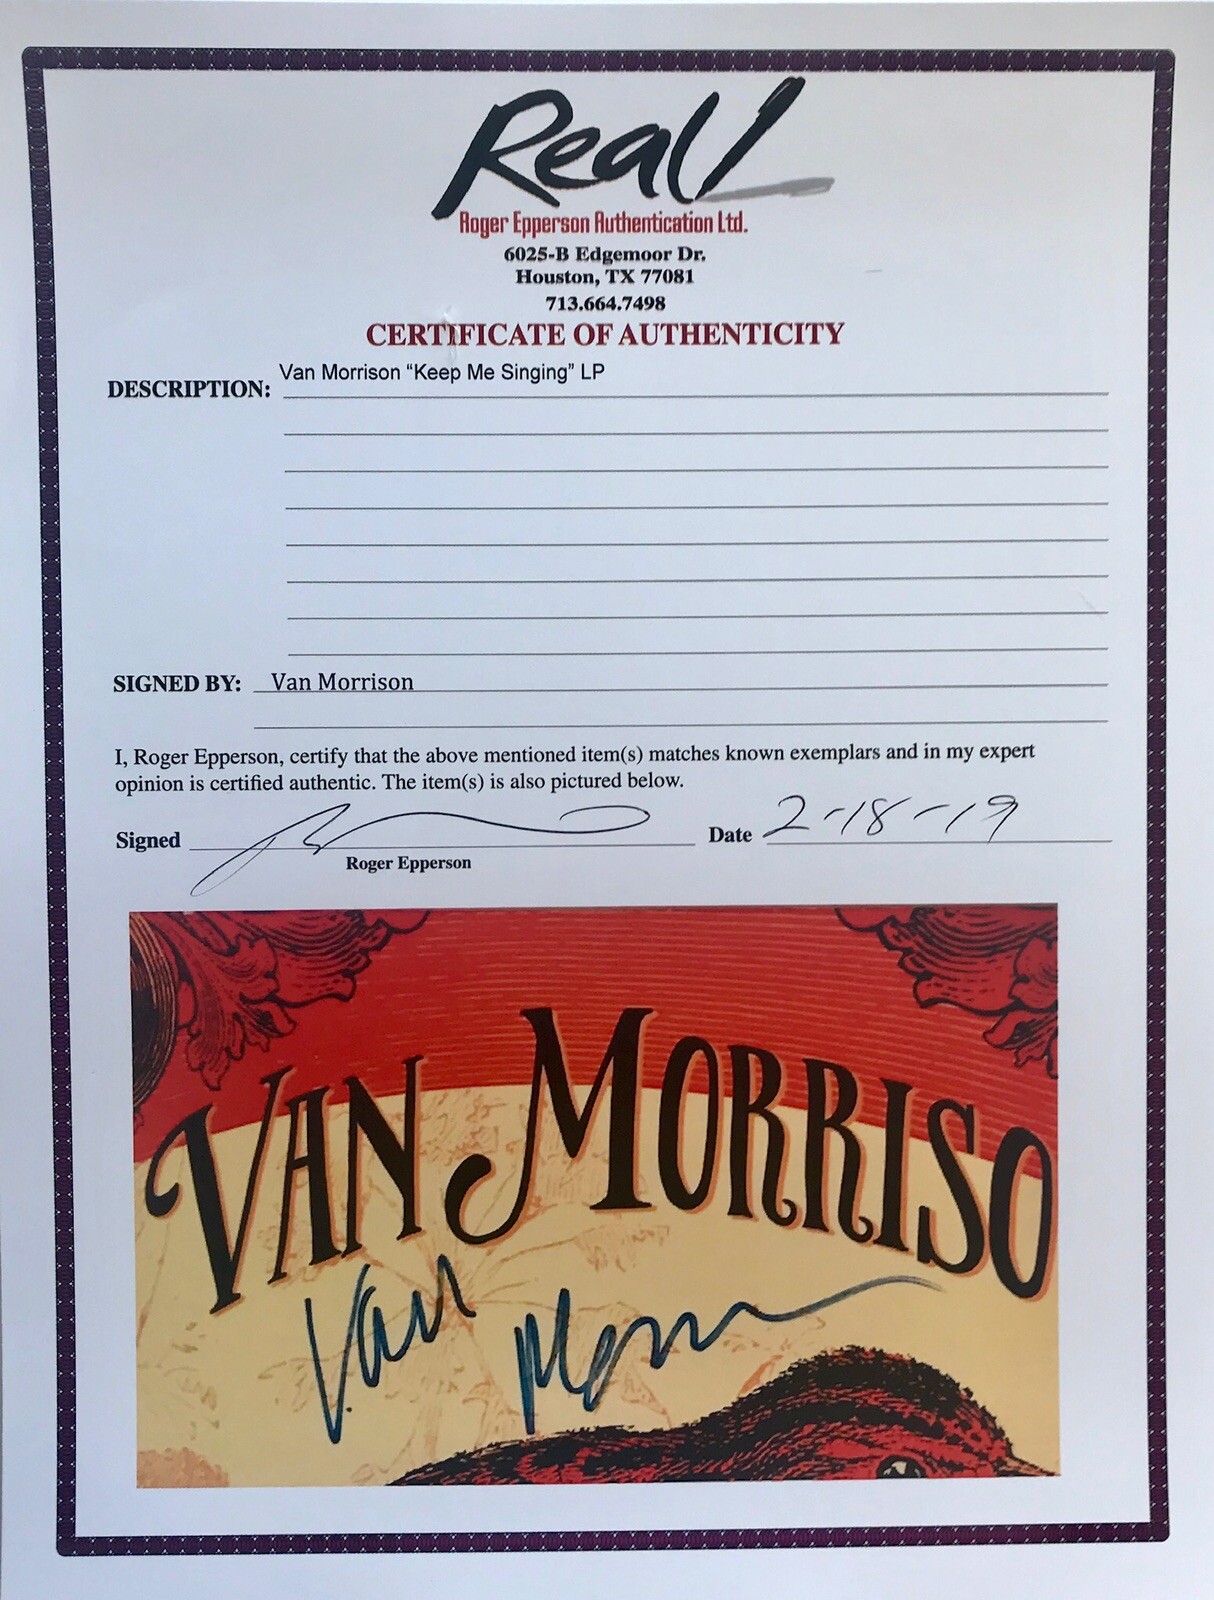 Real
Roger Epperson Authentication Ltd.
6025-B Edgemoor Dr.
Houston, TX 77081
713.664.7498
CERTIFICATE OF AUTHENTICITY
DESCRIPTION: Van Morrison “Keep Me Singing” LP
SIGNED BY: Van Morrison
I, Roger Epperson, certify that the above mentioned item(s) matches known exemplars and in my expert
opinion is certified authentic. The item(s) is also pictured below.
Signed Date 2-18-19
Roger Epperson
VAN MORRISO
Van